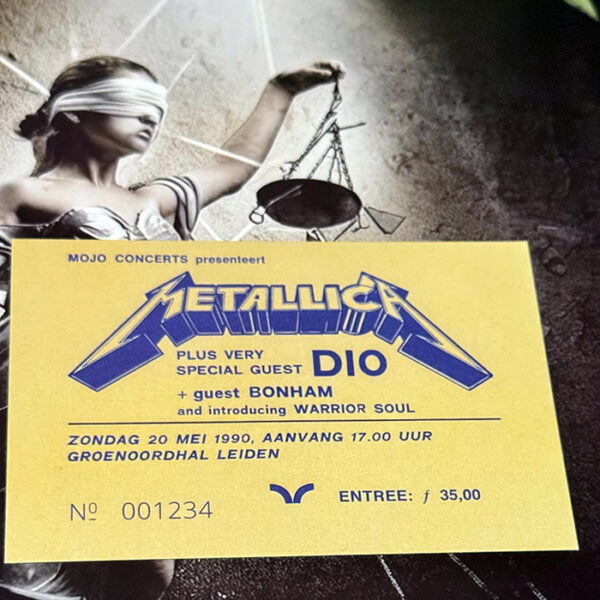 MOJO CONCERTS presenteert
METALLICA
PLUS VERY
SPECIAL GUEST DIO
+ guest BONHAM
and introducing WARRIOR SOUL
ZONDAG 20 MEI 1990, AANVANG 17.00 UUR
GROENOORDHAL LEIDEN
ENTREE: ƒ 35,00
Nº 001234